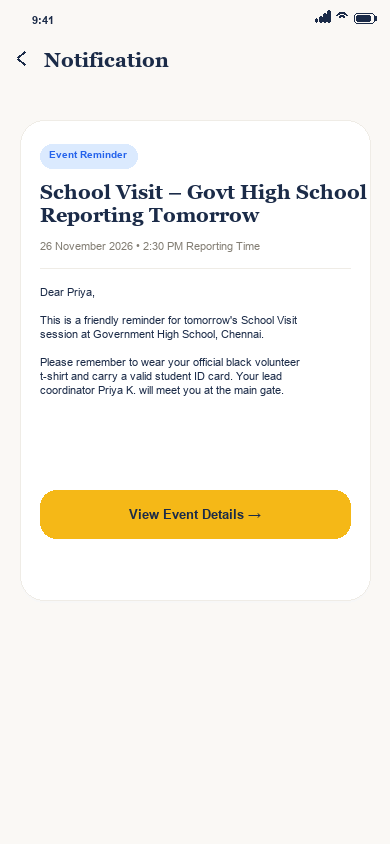 9:41
Notification
Event Reminder
School Visit – Govt High School
Reporting Tomorrow
26 November 2026 • 2:30 PM Reporting Time
Dear Priya,
This is a friendly reminder for tomorrow's School Visit
session at Government High School, Chennai.
Please remember to wear your official black volunteer
t-shirt and carry a valid student ID card. Your lead
coordinator Priya K. will meet you at the main gate.
View Event Details →